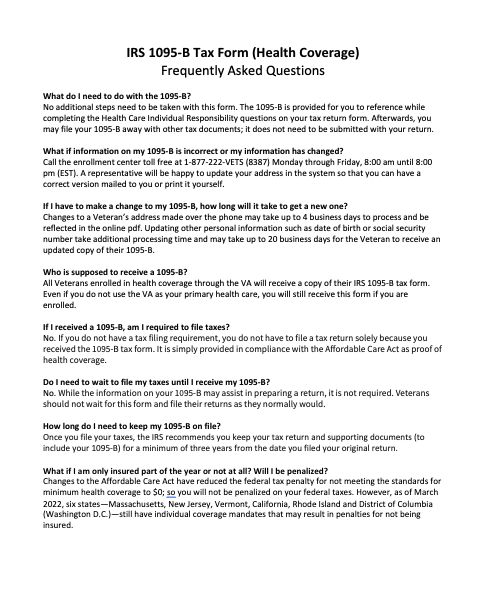 IRS 1095-B Tax Form (Health Coverage)
Frequently Asked Questions
What do I need to do with the 1095-B?
No additional steps need to be taken with this form. The 1095-B is provided for you to reference while
completing the Health Care Individual Responsibility questions on your tax return form. Afterwards, you
may file your 1095-B away with other tax documents; it does not need to be submitted with your return.
What if information on my 1095-B is incorrect or my information has changed?
Call the enrollment center toll free at 1-877-222-VETS (8387) Monday through Friday, 8:00 am until 8:00
pm (EST). A representative will be happy to update your address in the system so that you can have a
correct version mailed to you or print it yourself.
If I have to make a change to my 1095-B, how long will it take to get a new one?
Changes to a Veteran's address made over the phone may take up to 4 business days to process and be
reflected in the online pdf. Updating other personal information such as date of birth or social security
number take additional processing time and may take up to 20 business days for the Veteran to receive an
updated copy of their 1095-B.
Who is supposed to receive a 1095-B?
All Veterans enrolled in health coverage through the VA will receive a copy of their IRS 1095-B tax form.
Even if you do not use the VA as your primary health care, you will still receive this form if you are
enrolled.
If I received a 1095-B, am I required to file taxes?
No. If you do not have a tax filing requirement, you do not have to file a tax return solely because you
received the 1095-B tax form. It is simply provided in compliance with the Affordable Care Act as proof of
health coverage.
Do I need to wait to file my taxes until I receive my 1095-B?
No. While the information on your 1095-B may assist in preparing a return, it is not required. Veterans
should not wait for this form and file their returns as they normally would.
How long do I need to keep my 1095-B on file?
Once you file your taxes, the IRS recommends you keep your tax return and supporting documents (to
include your 1095-B) for a minimum of three years from the date you filed your original return.
What if I am only insured part of the year or not at all? Will I be penalized?
Changes to the Affordable Care Act have reduced the federal tax penalty for not meeting the standards for
minimum health coverage to $0; so you will not be penalized on your federal taxes. However, as of March
2022, six states—Massachusetts, New Jersey, Vermont, California, Rhode Island and District of Columbia
(Washington D.C.)—still have individual coverage mandates that may result in penalties for not being
insured.